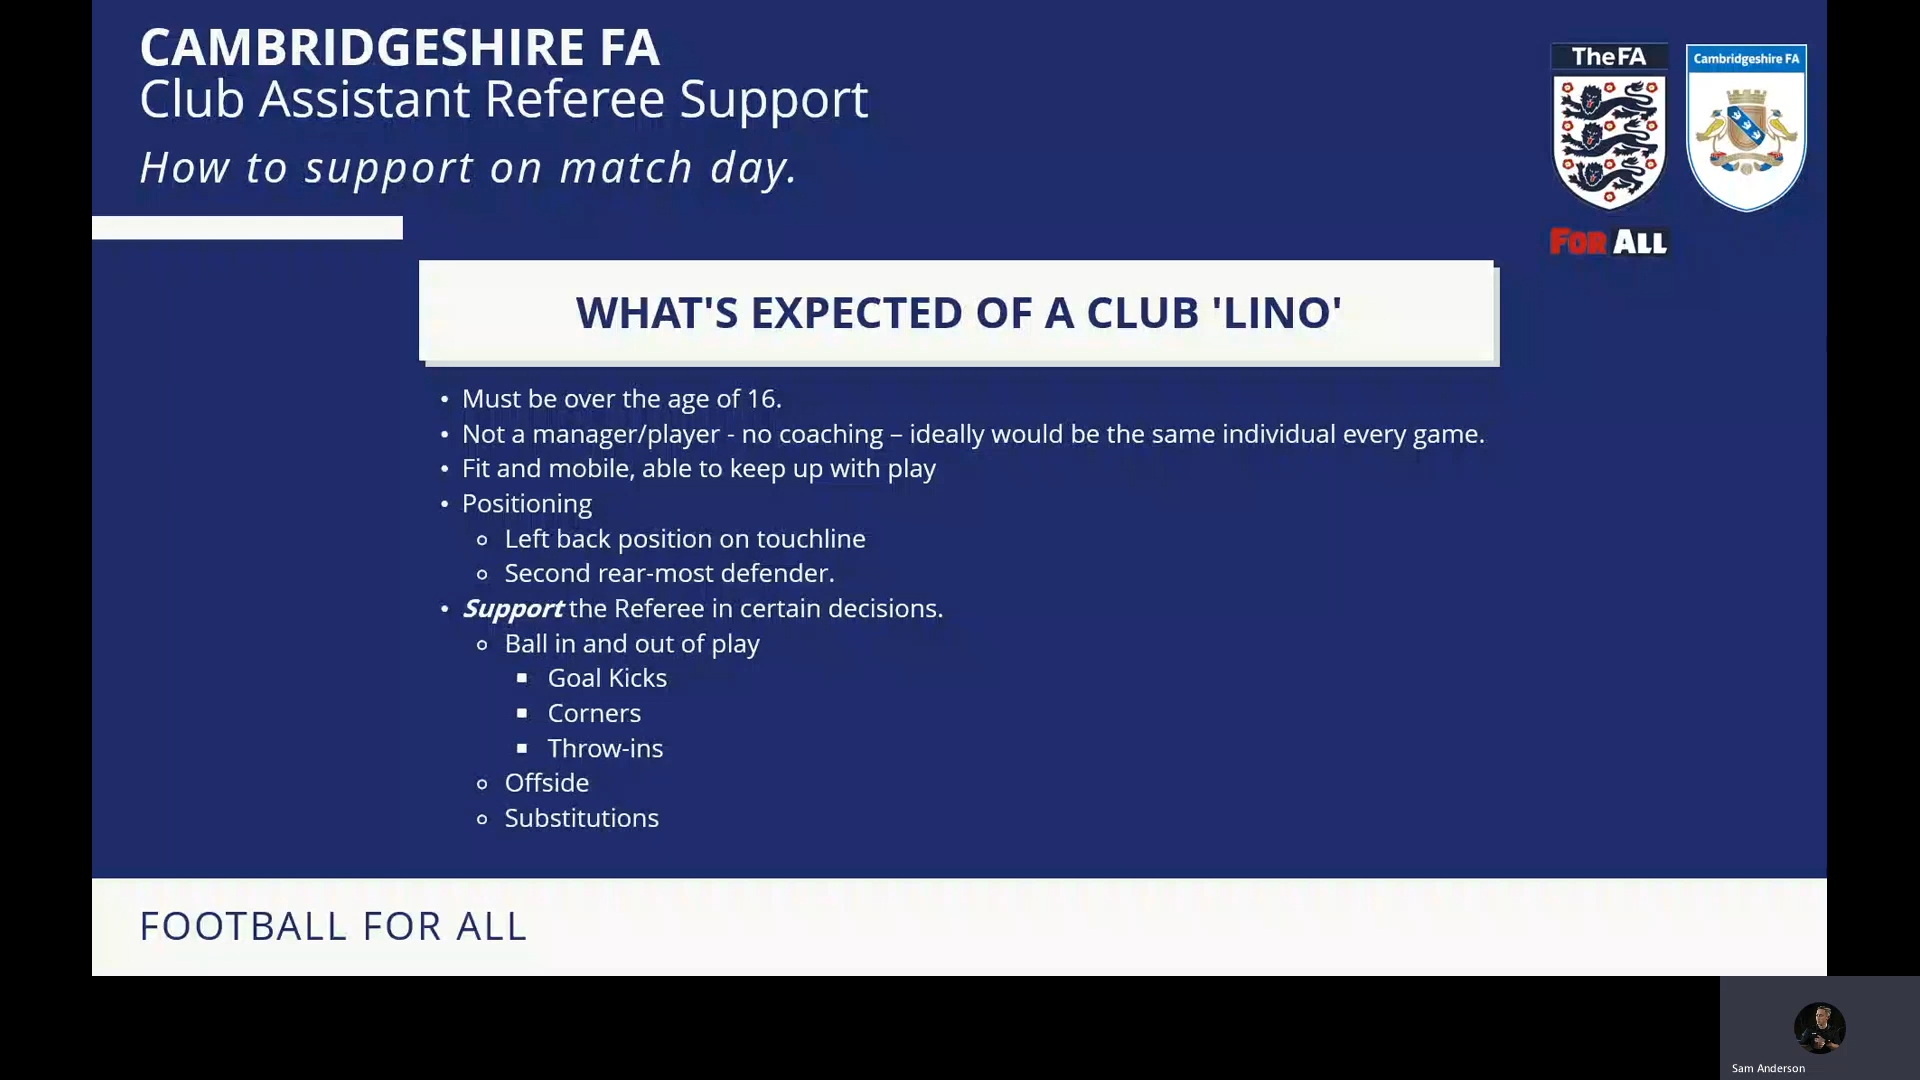 CAMBRIDGESHIRE FA
Club Assistant Referee Support
How to support on match day.
The FA
Cambridgeshire FA
FOR ALL
WHAT'S EXPECTED OF A CLUB 'LINO'
• Must be over the age of 16.
• Not a manager/player - no coaching – ideally would be the same individual every game.
• Fit and mobile, able to keep up with play
• Positioning
○ Left back position on touchline
○ Second rear-most defender.
• Support the Referee in certain decisions.
○ Ball in and out of play
▪ Goal Kicks
▪ Corners
▪ Throw-ins
○ Offside
○ Substitutions
FOOTBALL FOR ALL
Sam Anderson